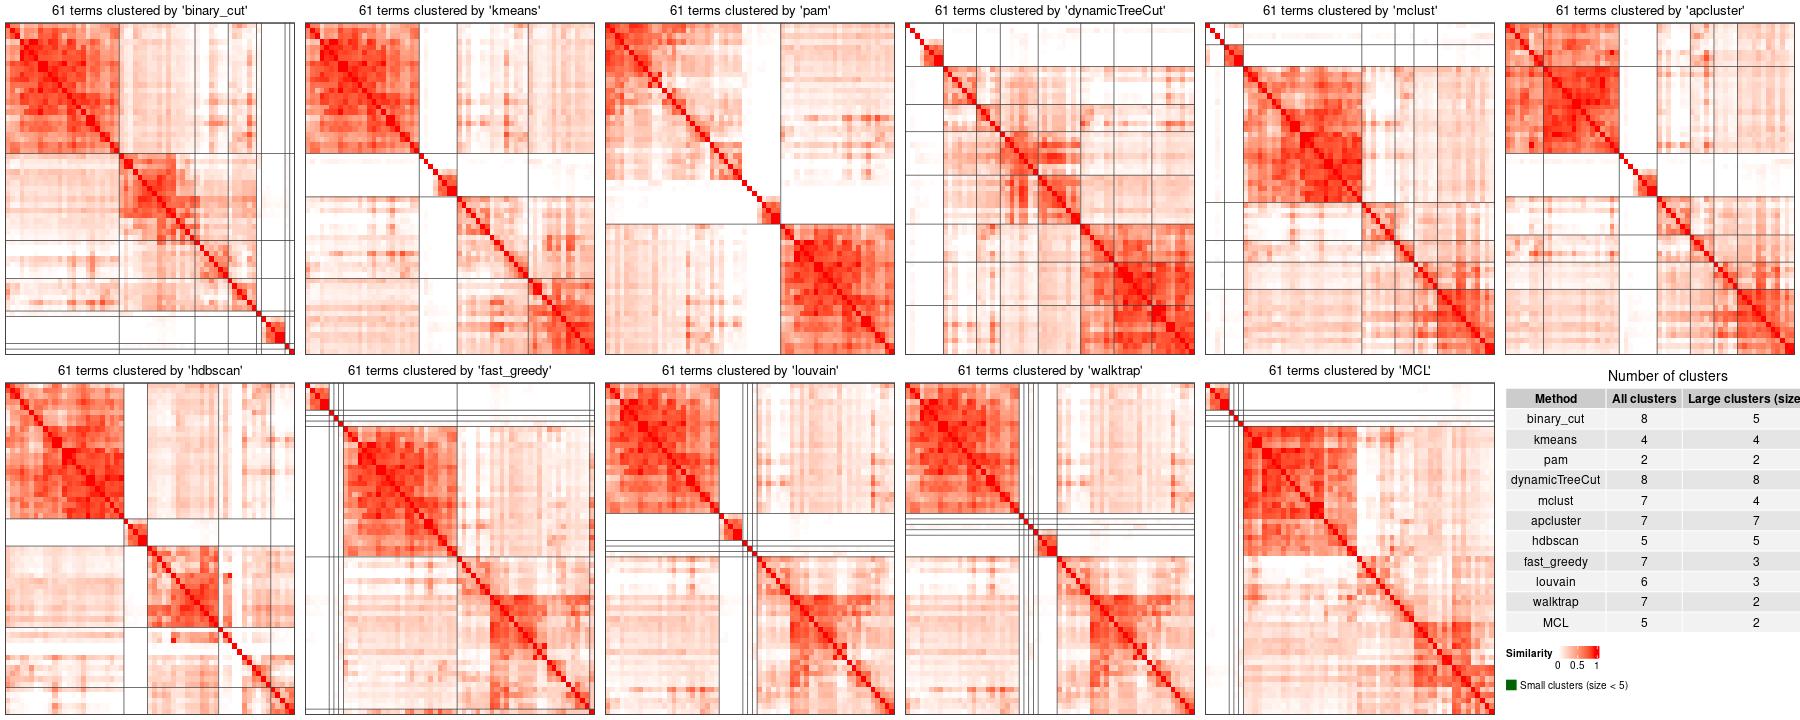 61 terms clustered by 'binary_cut'
61 terms clustered by 'kmeans'
61 terms clustered by 'pam'
61 terms clustered by 'dynamicTreeCut'
61 terms clustered by 'mclust'
61 terms clustered by 'apcluster'
61 terms clustered by 'hdbscan'
61 terms clustered by 'fast_greedy'
61 terms clustered by 'louvain'
61 terms clustered by 'walktrap'
61 terms clustered by 'MCL'
Number of clusters
Method All clusters Large clusters (size
binary_cut 8 5
kmeans 4 4
pam 2 2
dynamicTreeCut 8 8
mclust 7 4
apcluster 7 7
hdbscan 5 5
fast_greedy 7 3
louvain 6 3
walktrap 7 2
MCL 5 2
Similarity
0 0.5 1
Small clusters (size < 5)